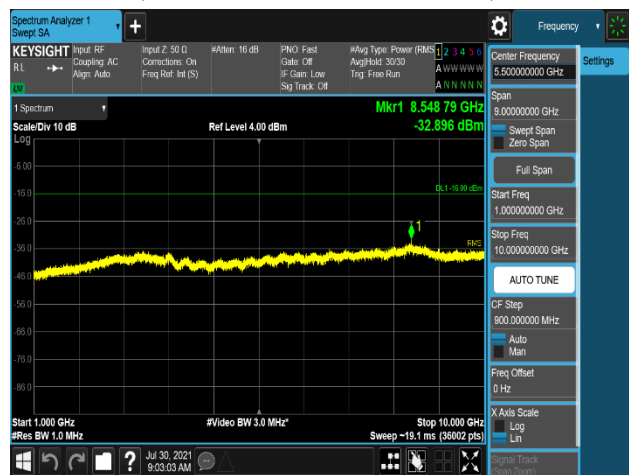 Spectrum Analyzer 1
Swept SA
+
Frequency
KEYSIGHT
RL
Input: RF
Coupling: AC
Align: Auto
Input Z: 50 Ω
Corrections: On
Freq Ref: Int (S)
#Atten: 16 dB
PNO: Fast
Gate: Off
IF Gain: Low
Sig Track: Off
#Avg Type: Power (RMS
Avg|Hold: 30/30
Trig: Free Run
1 2 3 4 5 6
A W W W W W
A N N N N N
1 Spectrum
Scale/Div 10 dB
Ref Level 4.00 dBm
Mkr1 8.548 79 GHz
-32.896 dBm
Log
-6.00
-16.0
DL1 -16.00 dBm
-26.0
1
-36.0
RMS
-46.0
-56.0
-66.0
-76.0
-86.0
Start 1.000 GHz
#Video BW 3.0 MHz*
Stop 10.000 GHz
#Res BW 1.0 MHz
Sweep ~19.1 ms (36002 pts)
?
Jul 30, 2021
9:03:03 AM
Settings
Center Frequency
5.500000000 GHz
Span
9.00000000 GHz
Swept Span
Zero Span
Full Span
Start Freq
1.000000000 GHz
Stop Freq
10.000000000 GHz
AUTO TUNE
CF Step
900.000000 MHz
Auto
Man
Freq Offset
0 Hz
X Axis Scale
Log
Lin
Signal Track
(Span Zoom)